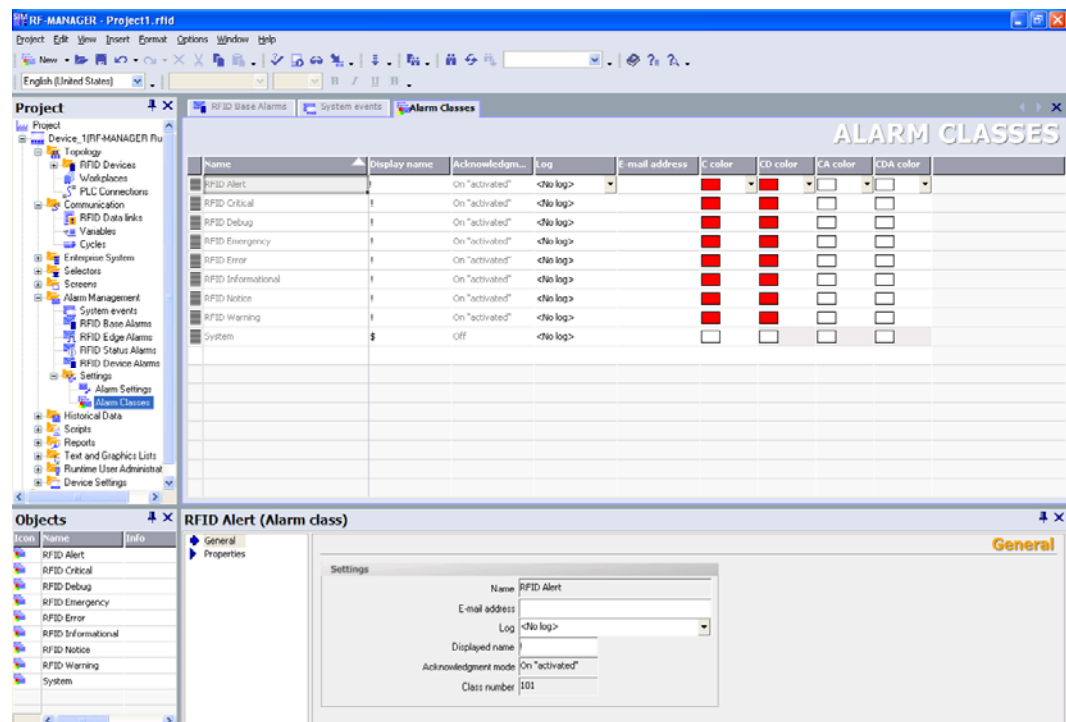 RF-MANAGER - Project1.rfid
Project Edit View Insert Format Options Window Help
New
English (United States)
B I U
Project
RFID Base Alarms System events Alarm Classes
ALARM CLASSES
Project
Device_1(RF-MANAGER Ru
Topology
RFID Devices
Workplaces
PLC Connections
Communication
RFID Data links
Variables
Cycles
Enterprise System
Selectors
Screens
Alarm Management
System events
RFID Base Alarms
RFID Edge Alarms
RFID Status Alarms
RFID Device Alarms
Settings
Alarm Settings
Alarm Classes
Historical Data
Scripts
Reports
Text and Graphics Lists
Runtime User Administrat
Device Settings
Name Display name Acknowledgm... Log E-mail address C color CD color CA color CDA color
RFID Alert ! On "activated" <No log>
RFID Critical ! On "activated" <No log>
RFID Debug ! On "activated" <No log>
RFID Emergency ! On "activated" <No log>
RFID Error ! On "activated" <No log>
RFID Informational ! On "activated" <No log>
RFID Notice ! On "activated" <No log>
RFID Warning ! On "activated" <No log>
System $ Off <No log>
Objects
Icon Name Info
RFID Alert
RFID Critical
RFID Debug
RFID Emergency
RFID Error
RFID Informational
RFID Notice
RFID Warning
System
RFID Alert (Alarm class)
General
Properties
General
Settings
Name RFID Alert
E-mail address
Log <No log>
Displayed name !
Acknowledgment mode On "activated"
Class number 101